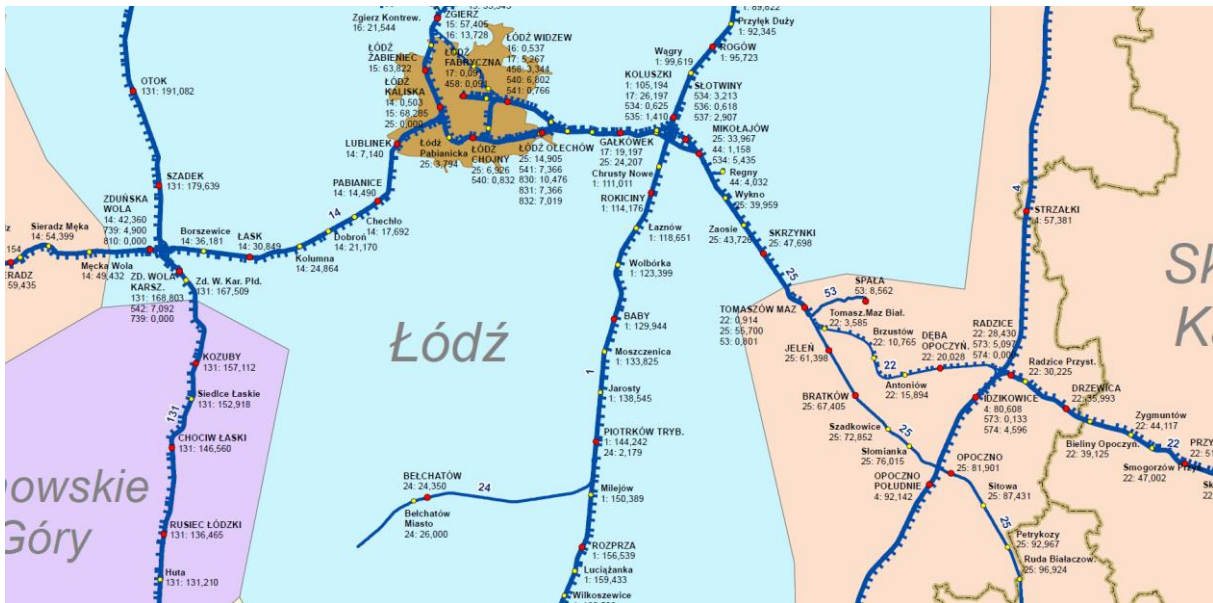 Zgierz Kontrew.
16: 21,544
ZGIERZ
15: 57,405
16: 13,728
ŁÓDŹ
ŻABIENIEC
15: 63,822
ŁÓDŹ
FABRYCZNA
17: 0,091
458: 0,094
ŁÓDŹ WIDZEW
16: 0,537
17: 5,267
458: 3,344
540: 6,802
541: 0,766
ŁÓDŹ
KALISKA
14: 0,503
15: 68,285
25: 0,000
LUBLINEK
14: 7,140
Łódź
Pabianicka
25: 3,794
ŁÓDŹ
CHOJNY
25: 6,926
540: 0,832
ŁÓDŹ OLECHÓW
25: 14,905
541: 7,366
830: 10,476
831: 7,366
832: 7,019
GAŁKÓWEK
17: 19,197
25: 24,207
KOLUSZKI
1: 105,194
17: 26,197
534: 0,625
535: 1,410
Wągry
1: 99,619
1: 89,822
Przyłęk Duży
1: 92,345
ROGÓW
1: 95,723
SŁOTWINY
534: 3,213
536: 0,618
537: 2,907
MIKOŁAJÓW
25: 33,967
44: 1,158
534: 5,435
Regny
44: 4,032
Chrusty Nowe
1: 111,011
ROKICINY
1: 114,176
Wykno
25: 39,959
Zaosie
25: 43,726
SKRZYNKI
25: 47,698
Łaznów
1: 118,651
Wolbórka
1: 123,399
BABY
1: 129,944
Moszczenica
1: 133,825
Jarosty
1: 138,545
PIOTRKÓW TRYB.
1: 144,242
24: 2,179
Milejów
1: 150,389
ROZPRZA
1: 156,539
Luciążanka
1: 159,433
Wilkoszewice
OTOK
131: 191,082
SZADEK
131: 179,639
ZDUŃSKA
WOLA
14: 42,360
739: 4,900
810: 0,000
Sieradz Męka
14: 54,399
154
ERADZ
59,435
Męcka Wola
14: 49,432
Borszewice
14: 36,181
ŁASK
14: 30,849
Kolumna
14: 24,864
Dobroń
14: 21,170
Chechło
14: 17,692
PABIANICE
14: 14,490
14
ZD. WOLA
KARSZ.
131: 168,803
542: 7,092
739: 0,000
Zd. W. Kar. Płd.
131: 167,509
KOZUBY
131: 157,112
Siedlce Łaskie
131: 152,918
131
CHOCIW ŁASKI
131: 146,560
RUSIEC ŁÓDZKI
131: 136,465
Huta
131: 131,210
owskie
Góry
Łódź
1
BEŁCHATÓW
24: 24,350
Bełchatów
Miasto
24: 26,000
24
25
53
SPAŁA
53: 8,562
TOMASZÓW MAZ
22: 0,914
25: 55,700
53: 0,801
Tomasz.Maz Biał.
22: 3,585
Brzustów
22: 10,765
22
Antoniów
22: 15,894
DĘBA
OPOCZYŃ.
22: 20,028
JELEŃ
25: 61,398
BRATKÓW
25: 67,405
Szadkowice
25: 72,852
25
Słomianka
25: 76,015
OPOCZNO
25: 81,901
OPOCZNO
POŁUDNIE
4: 92,142
Sitowa
25: 87,431
25
Petrykozy
25: 92,967
Ruda Białaczow.
25: 96,924
4
STRZAŁKI
4: 57,381
RADZICE
22: 28,430
573: 5,097
574: 0,000
Radzice Przyst.
22: 30,225
IDZIKOWICE
4: 80,608
573: 0,133
574: 4,596
DRZEWICA
22: 35,993
Bieliny Opoczyn.
22: 39,125
Zygmuntów
22: 44,117
22
Smogorzów Przys.
22: 47,002
PRZY
22: 51
Sk
22:
Sk
Ka